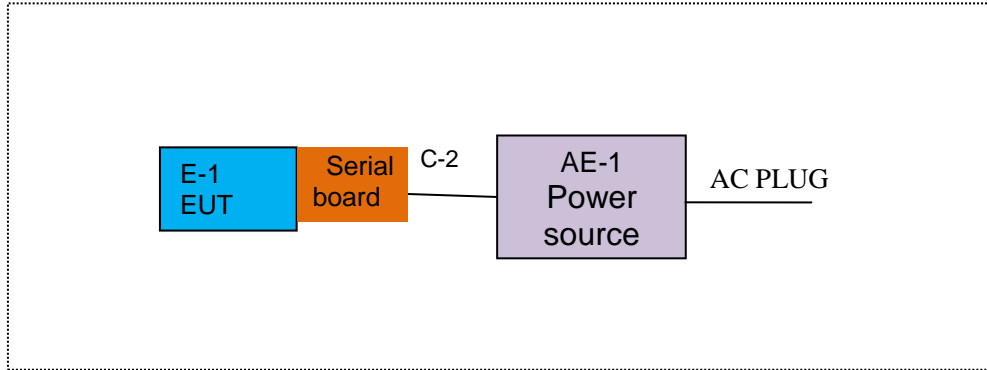 E-1
EUT
Serial
board
C-2
AE-1
Power
source
AC PLUG